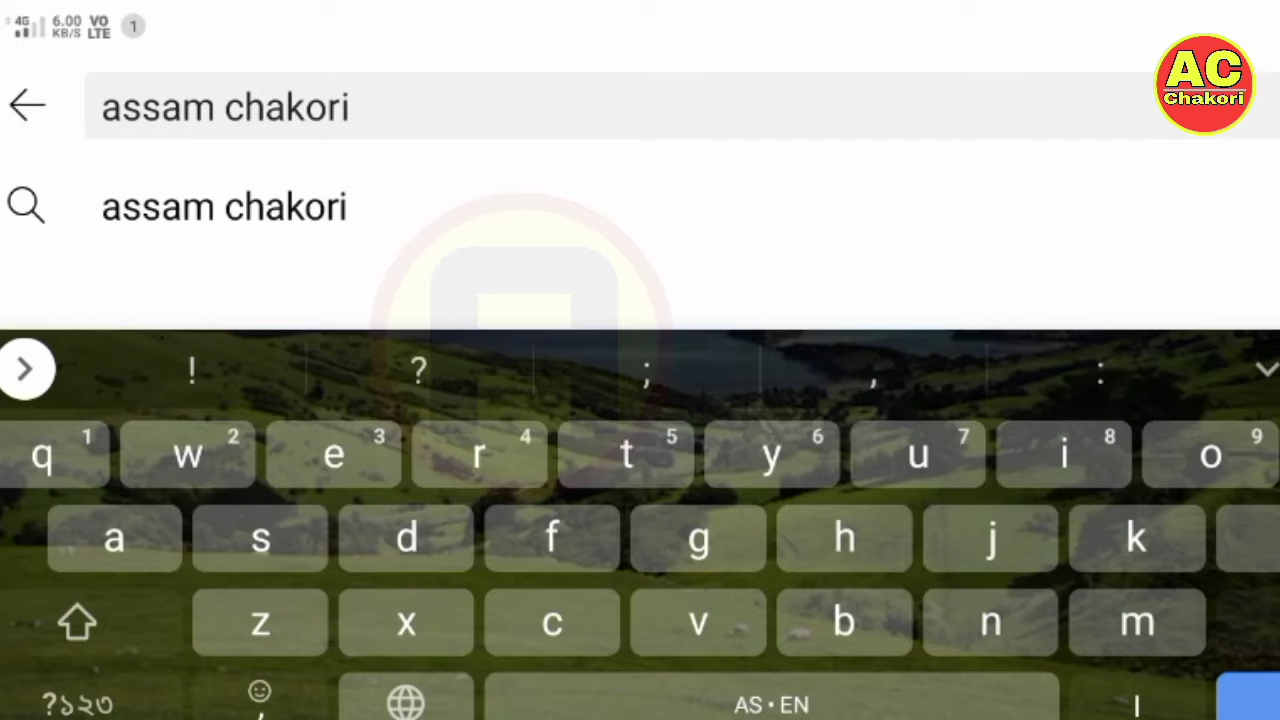 4G 6.00 KB/S VO LTE 1
AC
Chakori
assam chakori
assam chakori
! ? ; , :
q 1 w 2 e 3 r 4 t 5 y 6 u 7 i 8 o 9
a s d f g h j k
z x c v b n m
?১২৩ , AS • EN ।